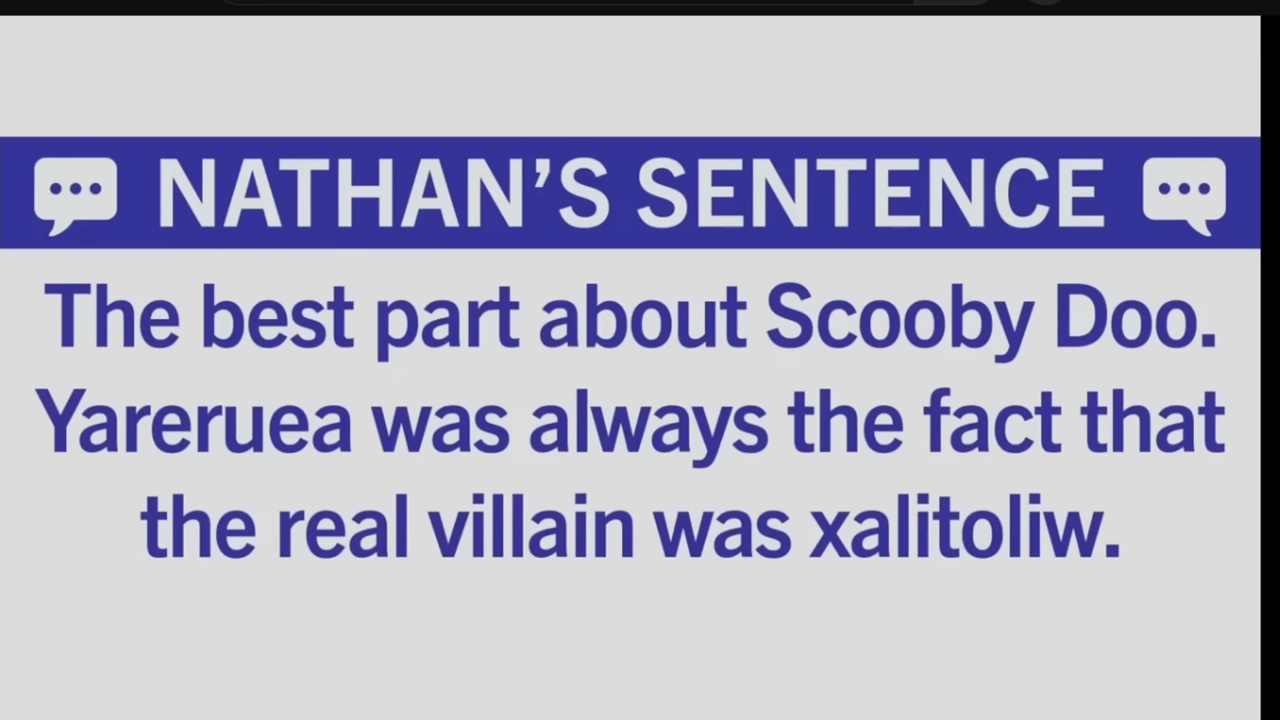 NATHAN’S SENTENCE
The best part about Scooby Doo.
Yareruea was always the fact that
the real villain was xalitoliw.